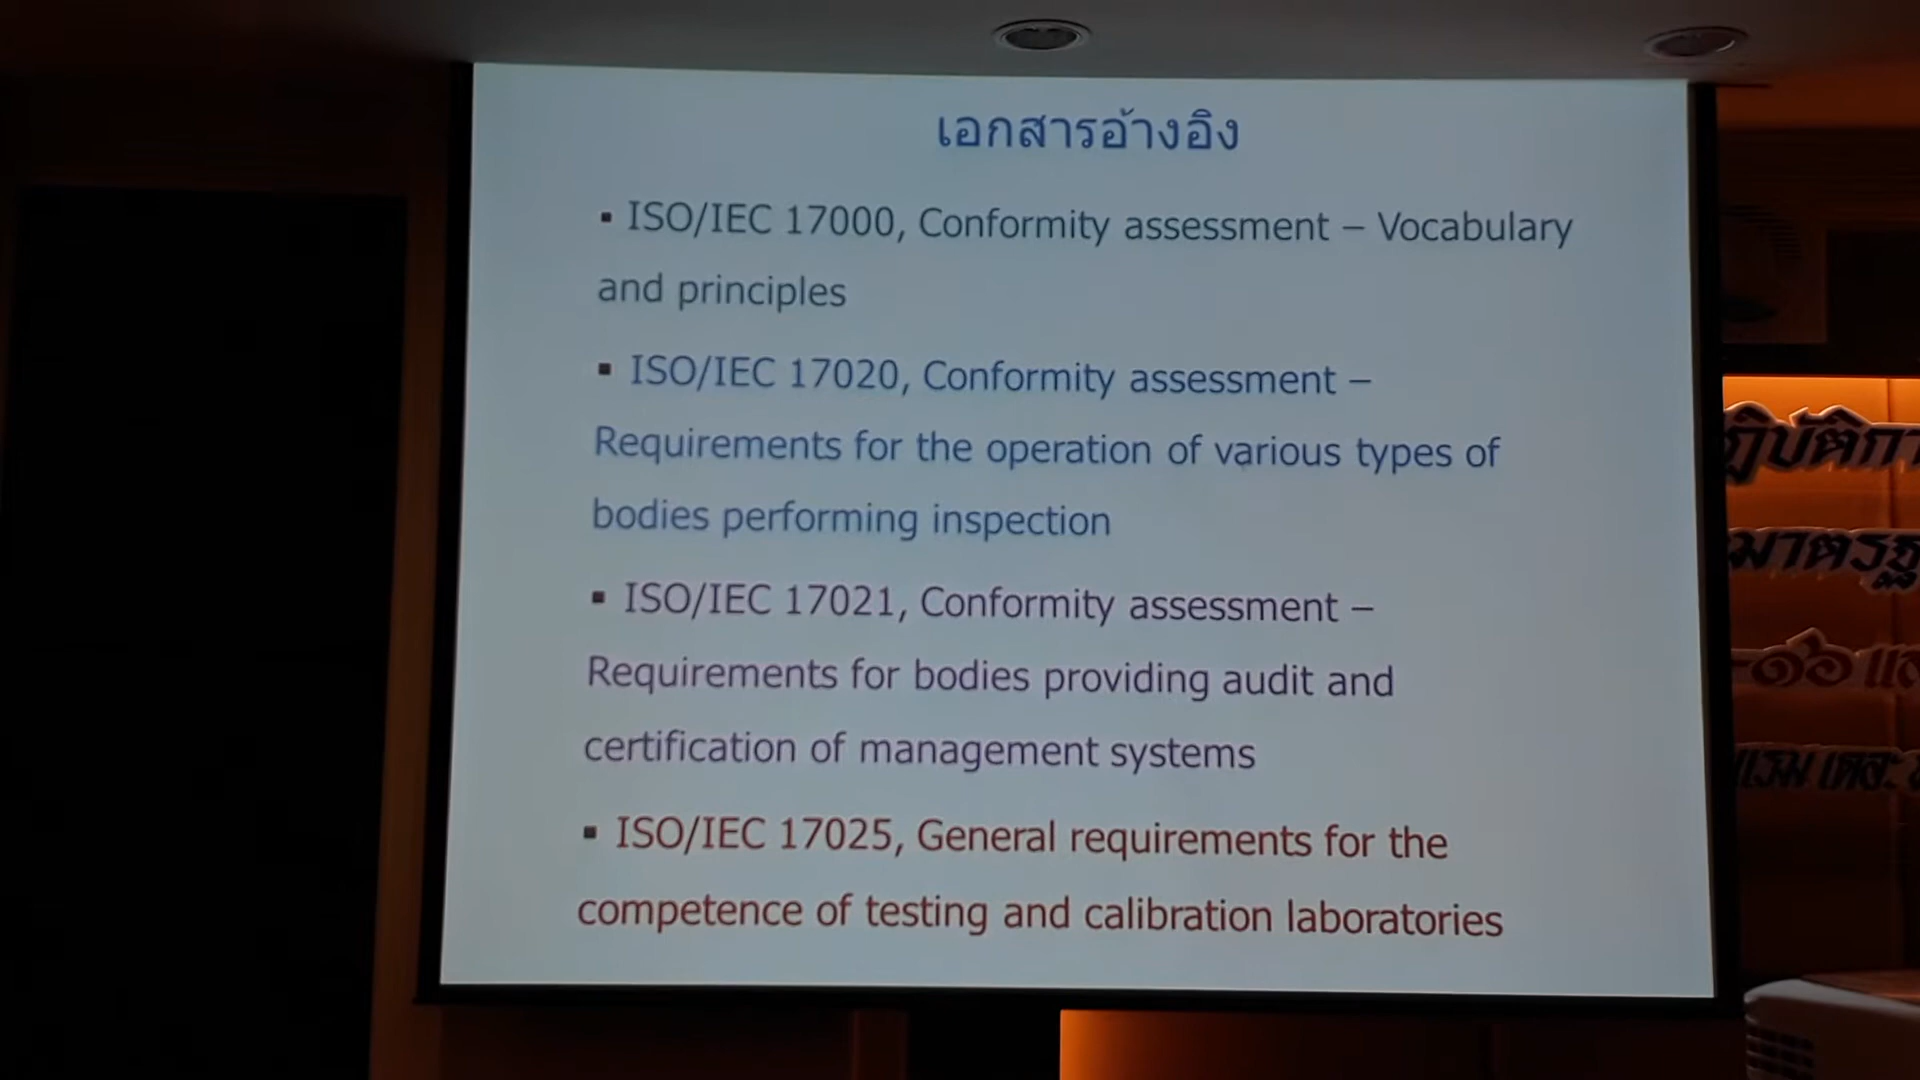 เอกสารอ้างอิง
▪ ISO/IEC 17000, Conformity assessment – Vocabulary
and principles
▪ ISO/IEC 17020, Conformity assessment –
Requirements for the operation of various types of
bodies performing inspection
▪ ISO/IEC 17021, Conformity assessment –
Requirements for bodies providing audit and
certification of management systems
▪ ISO/IEC 17025, General requirements for the
competence of testing and calibration laboratories